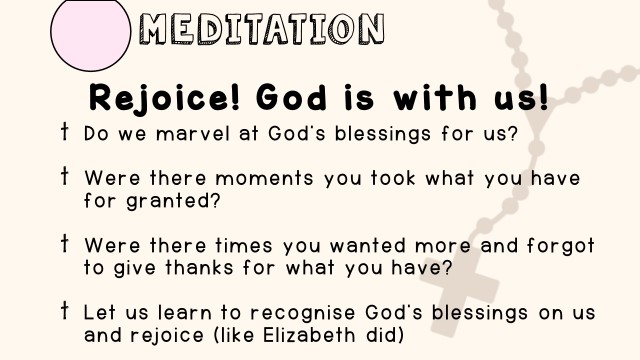 MEDITATION
Rejoice! God is with us!
† Do we marvel at God's blessings for us?
† Were there moments you took what you have
for granted?
† Were there times you wanted more and forgot
to give thanks for what you have?
† Let us learn to recognise God's blessings on us
and rejoice (like Elizabeth did)